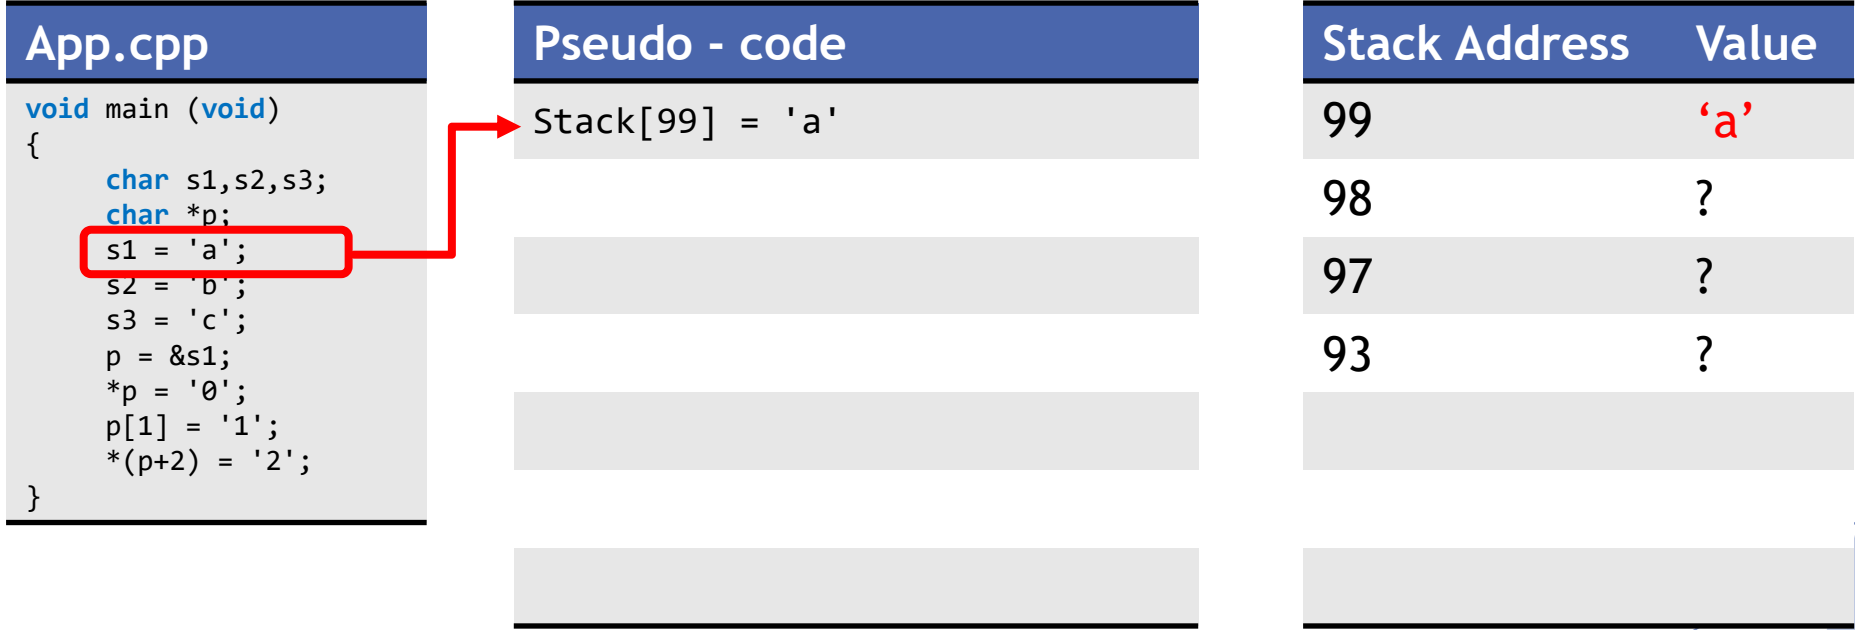 App.cpp
void main (void)
{
char s1,s2,s3;
char *p;
s1 = 'a';
s2 = 'b';
s3 = 'c';
p = &s1;
*p = '0';
p[1] = '1';
*(p+2) = '2';
}
Pseudo - code
Stack[99] = 'a'
Stack Address Value
99 ‘a’
98 ?
97 ?
93 ?